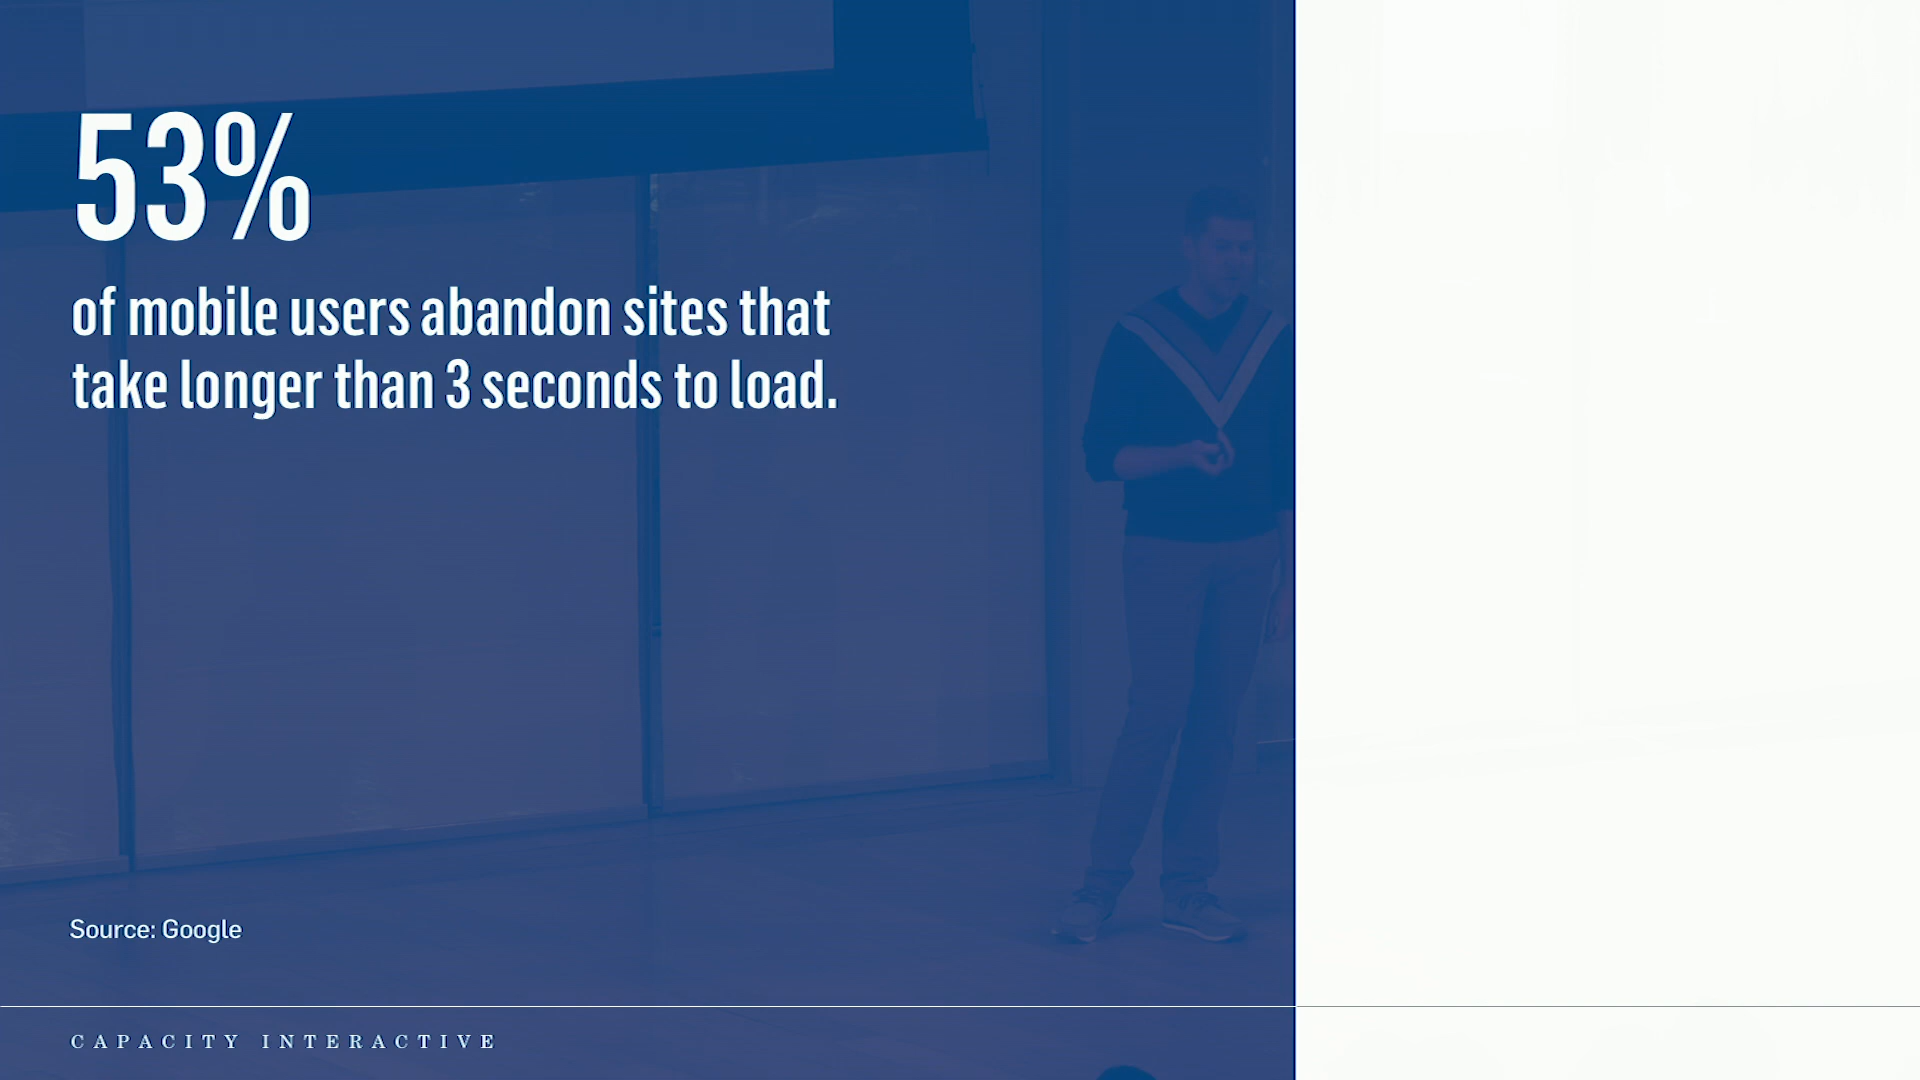 53%
of mobile users abandon sites that
take longer than 3 seconds to load.
Source: Google
CAPACITY INTERACTIVE